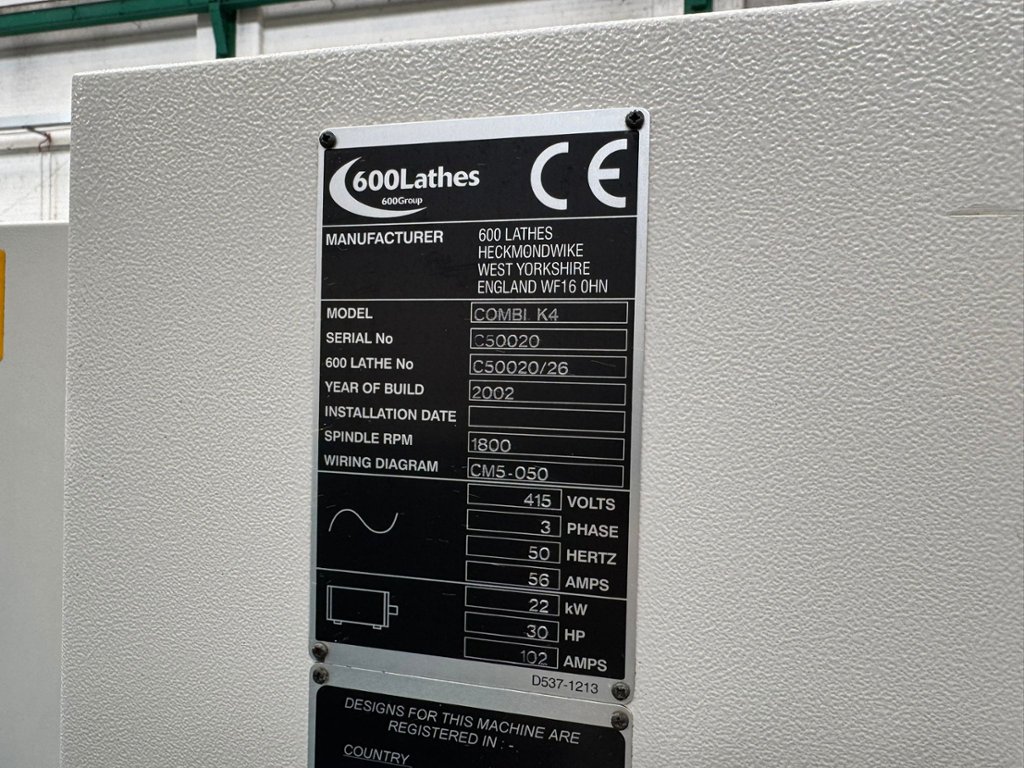 600Lathes
600Group
CE
MANUFACTURER 600 LATHES
HECKMONDWIKE
WEST YORKSHIRE
ENGLAND WF16 0HN
MODEL COMBI K4
SERIAL No C50020
600 LATHE No C50020/26
YEAR OF BUILD 2002
INSTALLATION DATE
SPINDLE RPM 1800
WIRING DIAGRAM CM5-050
415 VOLTS
3 PHASE
50 HERTZ
56 AMPS
22 kW
30 HP
102 AMPS
D537-1213
DESIGNS FOR THIS MACHINE ARE
REGISTERED IN : -
COUNTRY